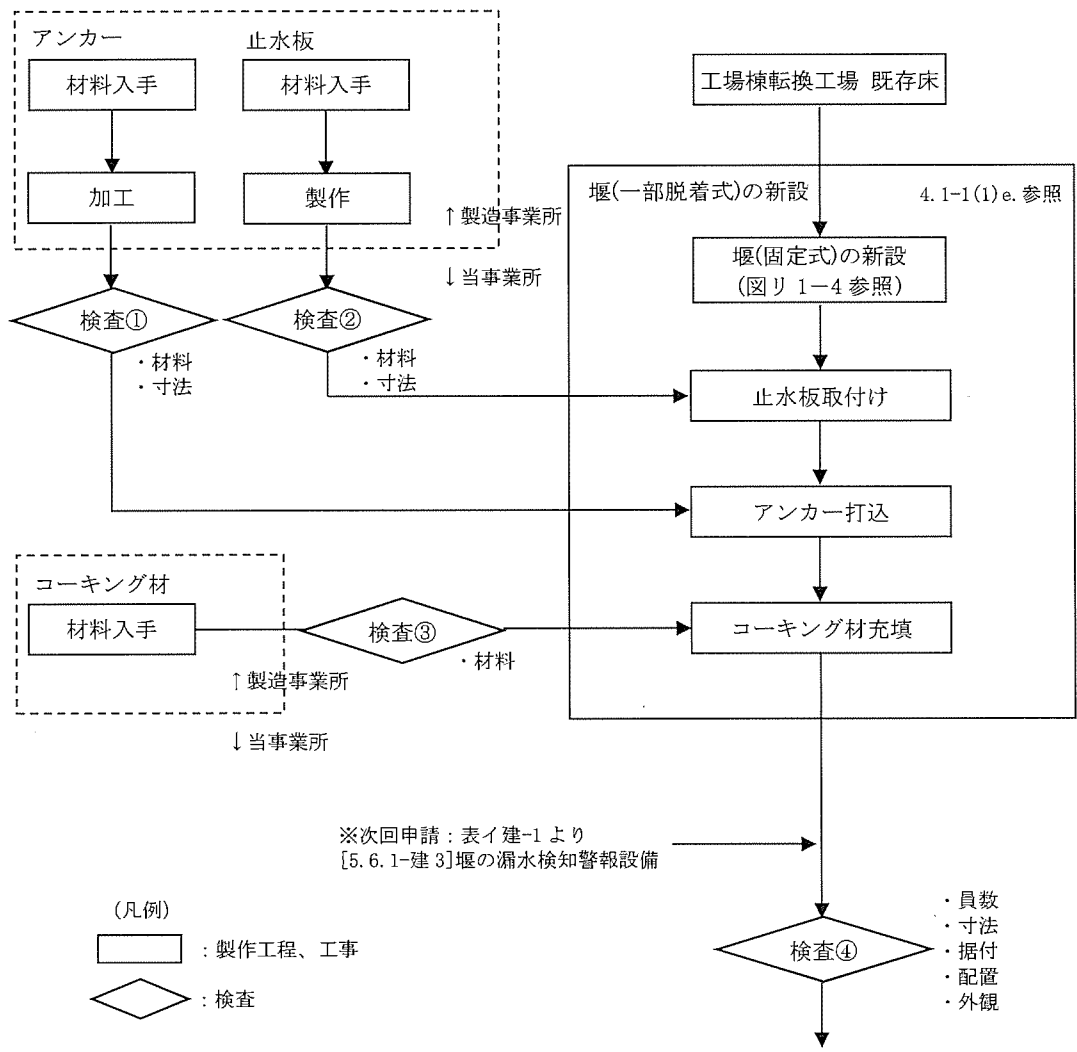 アンカー
止水板
材料入手
材料入手
工場棟転換工場 既存床
加工
製作
↑製造事業所
↓当事業所
堰(一部脱着式)の新設
4.1-1(1)e.参照
堰(固定式)の新設
(図リ 1-4 参照)
検査①
・材料
・寸法
検査②
・材料
・寸法
止水板取付け
アンカー打込
コーキング材
材料入手
検査③
・材料
コーキング材充填
↑製造事業所
↓当事業所
※次回申請：表イ建-1 より
[5.6.1-建 3]堰の漏水検知警報設備
(凡例)
：製作工程、工事
：検査
検査④
・員数
・寸法
・据付
・配置
・外観